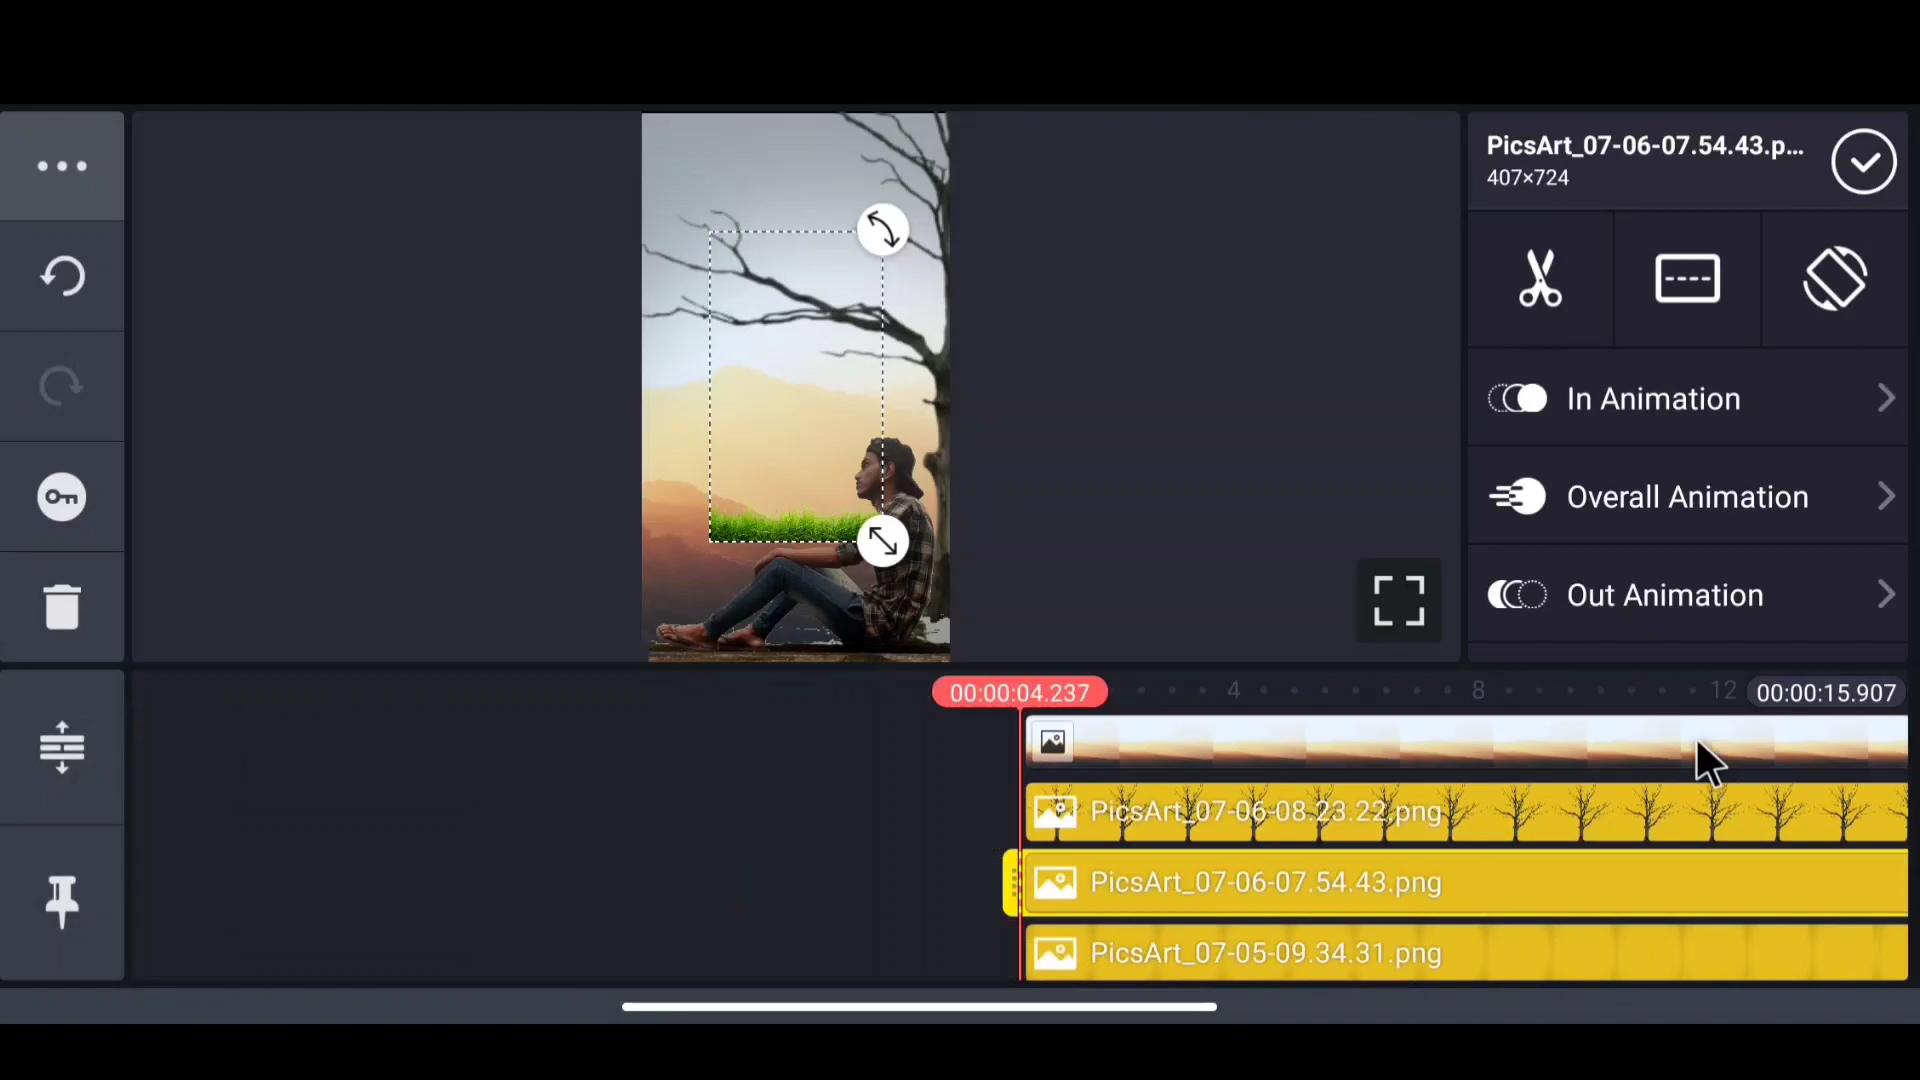 PicsArt_07-06-07.54.43.p...
407×724
In Animation
Overall Animation
Out Animation
00:00:04.237
4
8
12
00:00:15.907
PicsArt_07-06-08.23.22.png
PicsArt_07-06-07.54.43.png
PicsArt_07-05-09.34.31.png